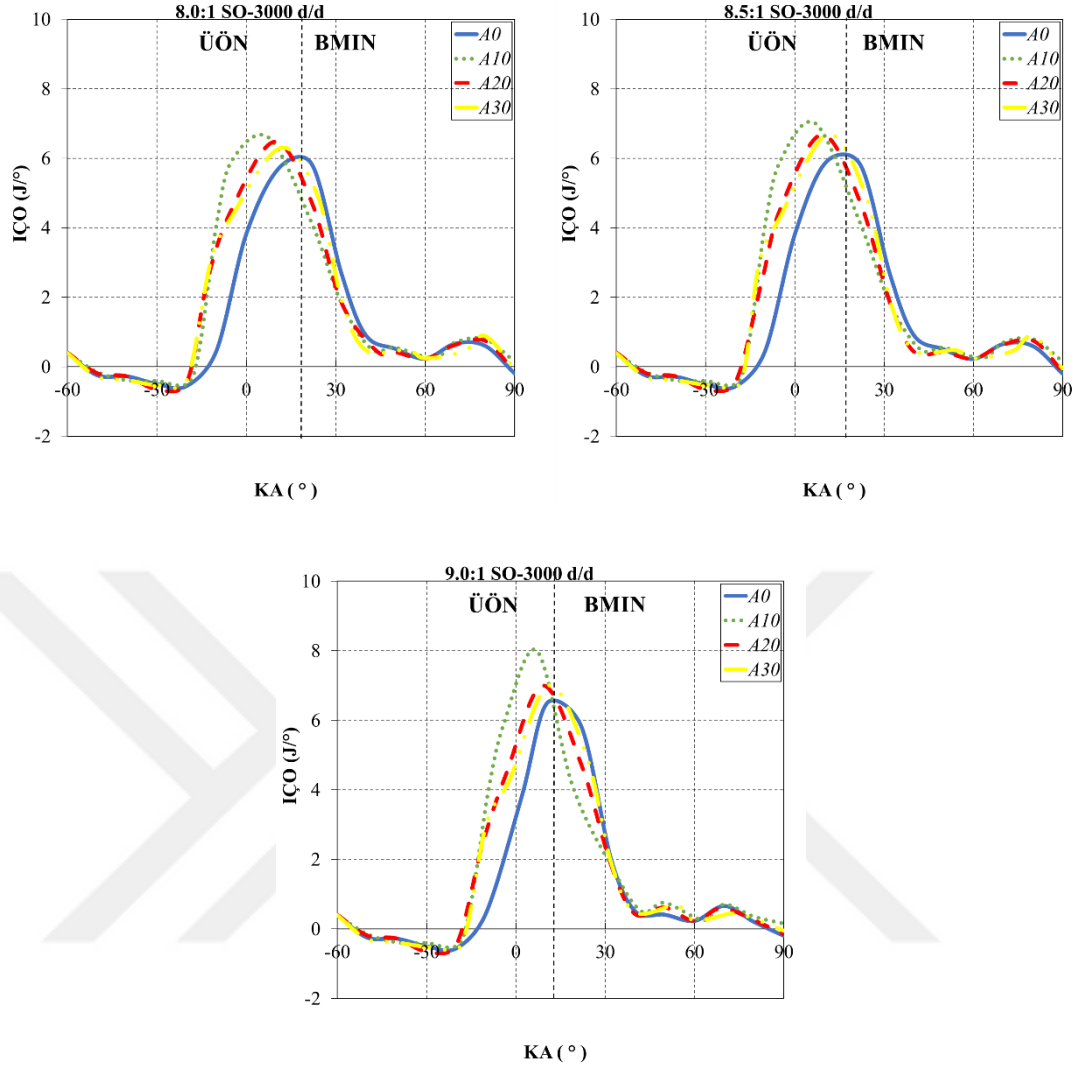 8.0:1 SO-3000 d/d
ÜÖN
BMIN
A0
A10
A20
A30
10
8
6
4
2
0
-2
-60
-30
0
30
60
90
IÇO (J/°)
KA ( ° )
8.5:1 SO-3000 d/d
ÜÖN
BMIN
A0
A10
A20
A30
10
8
6
4
2
0
-2
-60
-30
0
30
60
90
IÇO (J/°)
KA ( ° )
9.0:1 SO-3000 d/d
ÜÖN
BMIN
A0
A10
A20
A30
10
8
6
4
2
0
-2
-60
-30
0
30
60
90
IÇO (J/°)
KA ( ° )